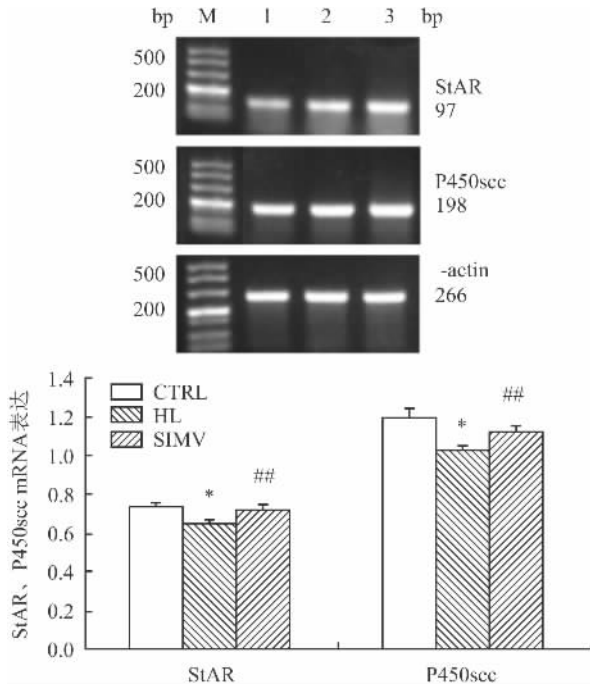 bp M 1 2 3 bp
500
200
StAR
97
500
200
P450scc
198
500
200
-actin
266
StAR、P450scc mRNA表达
1.4
1.2
1.0
0.8
0.6
0.4
0.2
0.0
CTRL
HL
SIMV
*
##
*
##
StAR
P450scc